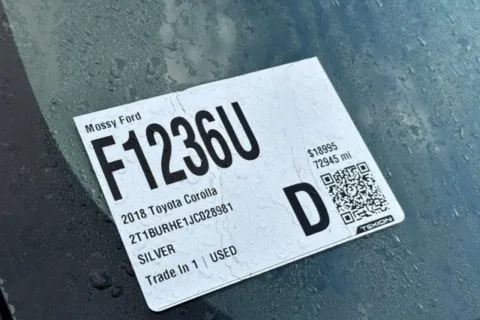 Mossy Ford
F1236U
2018 Toyota Corolla
2T1BURHE1JC028981
SILVER
Trade In 1 | USED
$18995
72945 mi
D
TEKION